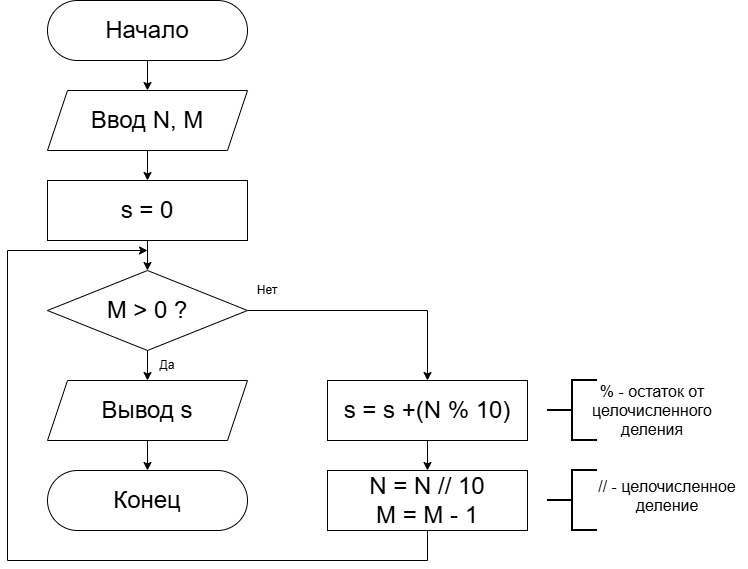 Начало
Ввод N, M
s = 0
M > 0 ?
Нет
Да
Вывод s
s = s +(N % 10)
% - остаток от
целочисленного
деления
Конец
N = N // 10
M = M - 1
// - целочисленное
деление